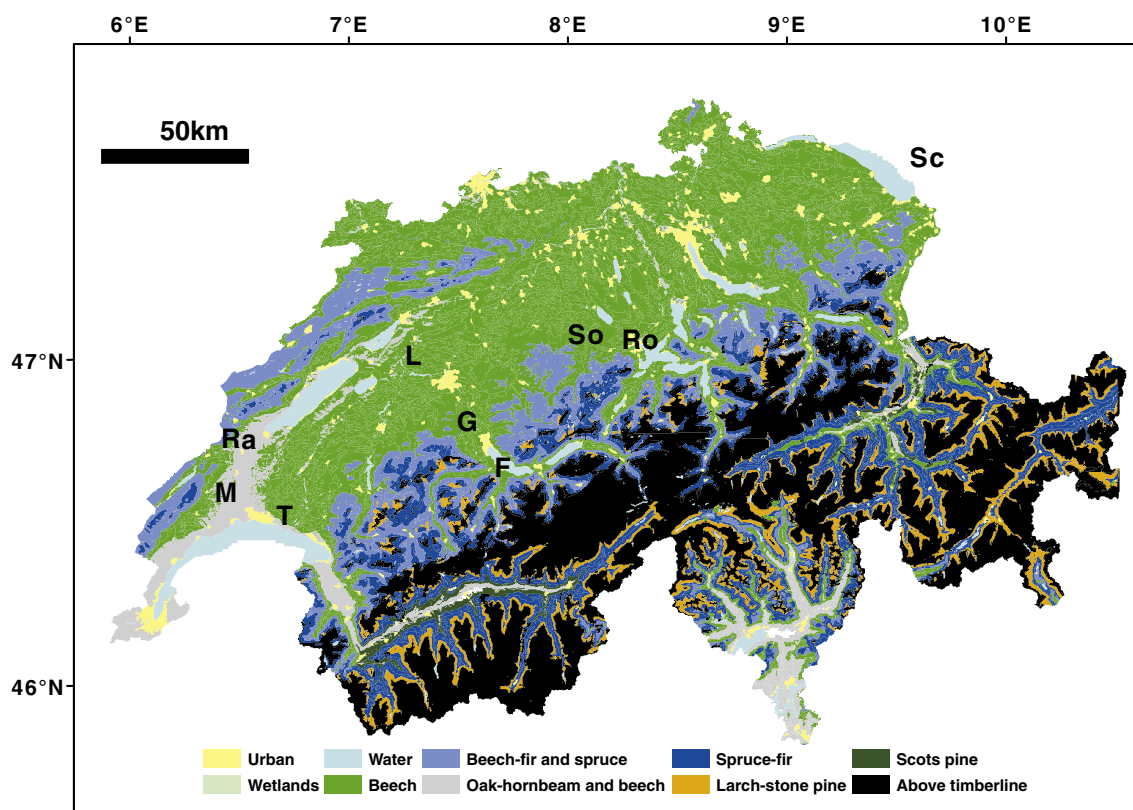 6°E 7°E 8°E 9°E 10°E
50km
Sc
So Ro
47°N
L
G
Ra
F
M
T
46°N
Urban Water Beech-fir and spruce Spruce-fir Scots pine
Wetlands Beech Oak-hornbeam and beech Larch-stone pine Above timberline